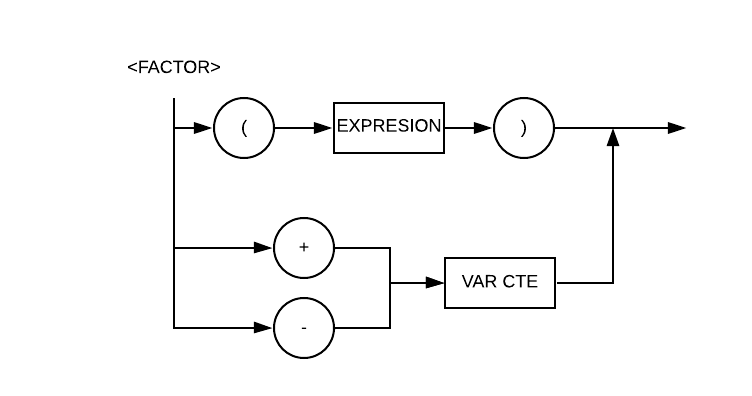 <FACTOR>
( EXPRESION )
+
VAR CTE
-